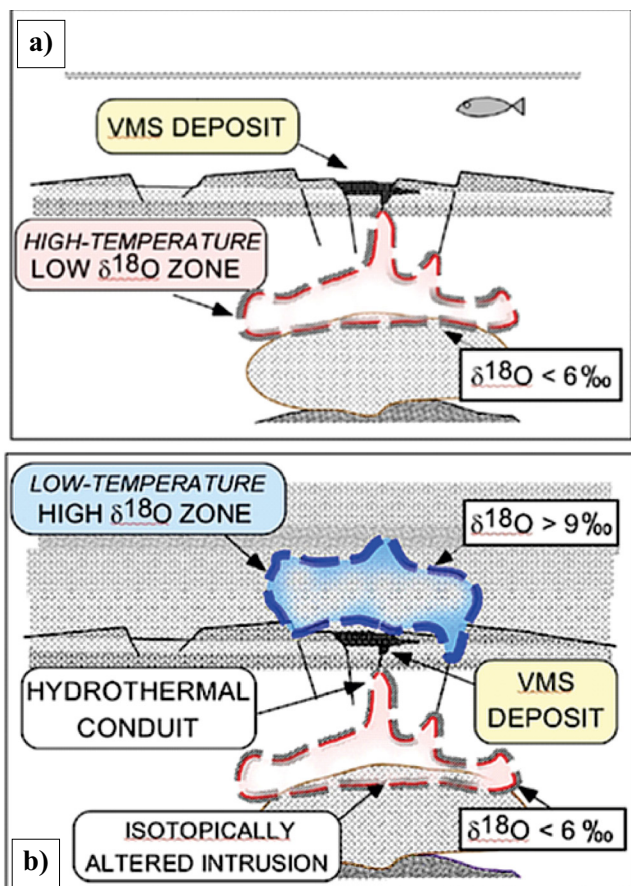 a)
VMS DEPOSIT
HIGH-TEMPERATURE
LOW δ18O ZONE
δ18O < 6‰
LOW-TEMPERATURE
HIGH δ18O ZONE
δ18O > 9‰
HYDROTHERMAL
CONDUIT
VMS
DEPOSIT
ISOTOPICALLY
ALTERED INTRUSION
δ18O < 6‰
b)